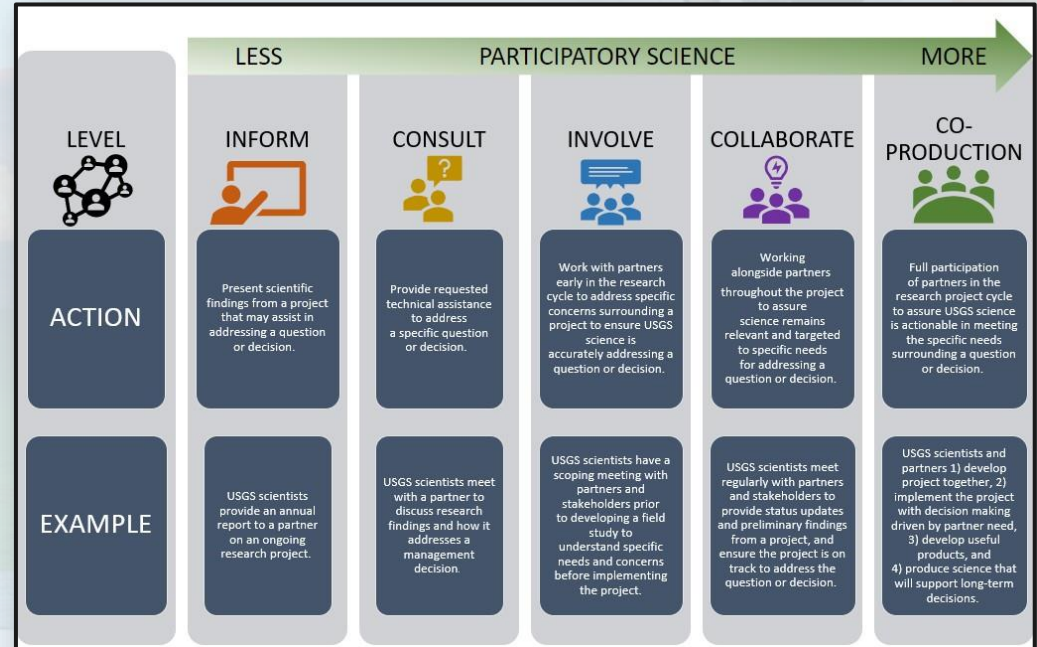 LESS PARTICIPATORY SCIENCE MORE
LEVEL
INFORM
CONSULT
INVOLVE
COLLABORATE
CO-
PRODUCTION
?
ACTION
Present scientific
findings from a project
that may assist in
addressing a question
or decision.
Provide requested
technical assistance
to address
a specific question
or decision.
Work with partners
early in the research
cycle to address specific
concerns surrounding a
project to ensure USGS
science is
accurately addressing a
question or decision.
Working
alongside partners
throughout the project
to assure
science remains
relevant and targeted
to specific needs
for addressing a
question or decision.
Full participation
of partners in the
research project cycle
to assure USGS science
is actionable in meeting
the specific needs
surrounding a question
or decision.
EXAMPLE
USGS scientists
provide an annual
report to a partner
on an ongoing
research project.
USGS scientists meet
with a partner to
discuss research
findings and how it
addresses a
management
decision.
USGS scientists have a
scoping meeting with
partners and
stakeholders prior
to developing a field
study to
understand specific
needs and concerns
before implementing
the project.
USGS scientists meet
regularly with partners
and stakeholders to
provide status updates
and preliminary findings
from a project, and
ensure the project is on
track to address the
question or decision.
USGS scientists and
partners 1) develop
project together, 2)
implement the project
with decision making
driven by partner need,
3) develop useful
products, and
4) produce science that
will support long-term
decisions.